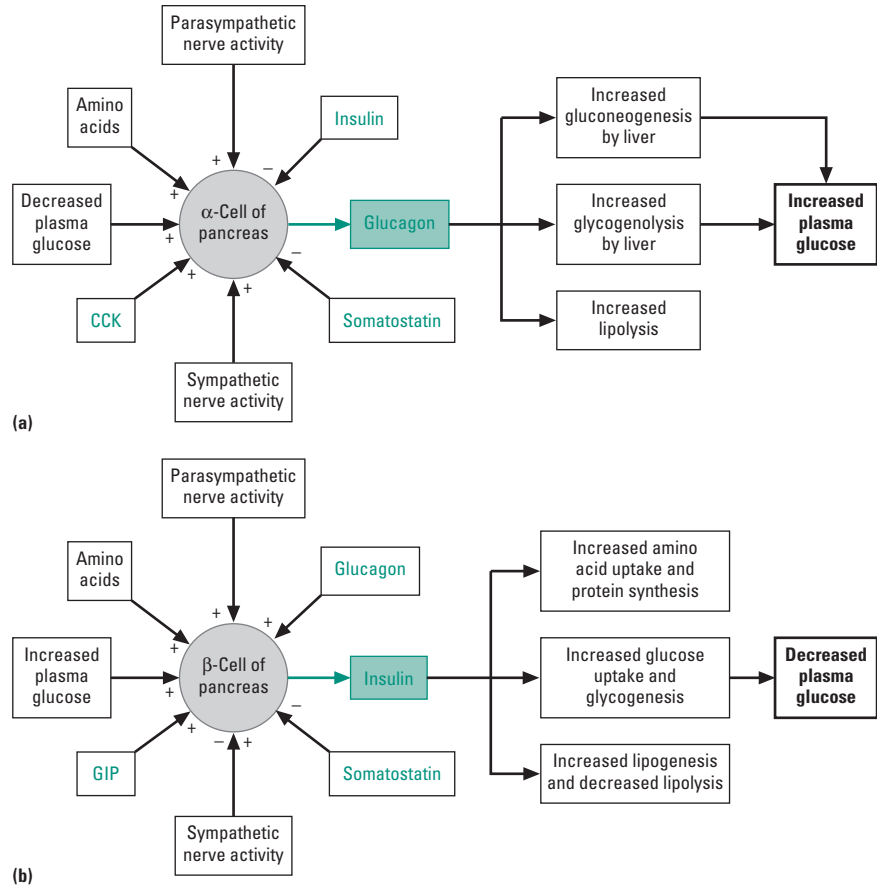 Parasympathetic
nerve activity
Amino
acids
Insulin
Increased
gluconeogenesis
by liver
+
–
+
Decreased
plasma
glucose
+
α-Cell of
pancreas
Glucagon
Increased
glycogenolysis
by liver
Increased
plasma
glucose
+
–
+
CCK
Somatostatin
Increased
lipolysis
Sympathetic
nerve activity
(a)
Parasympathetic
nerve activity
Amino
acids
Glucagon
Increased amino
acid uptake and
protein synthesis
+
+
+
Increased
plasma
glucose
+
β-Cell of
pancreas
Insulin
Increased glucose
uptake and
glycogenesis
Decreased
plasma
glucose
+
–
– +
GIP
Somatostatin
Increased lipogenesis
and decreased lipolysis
Sympathetic
nerve activity
(b)